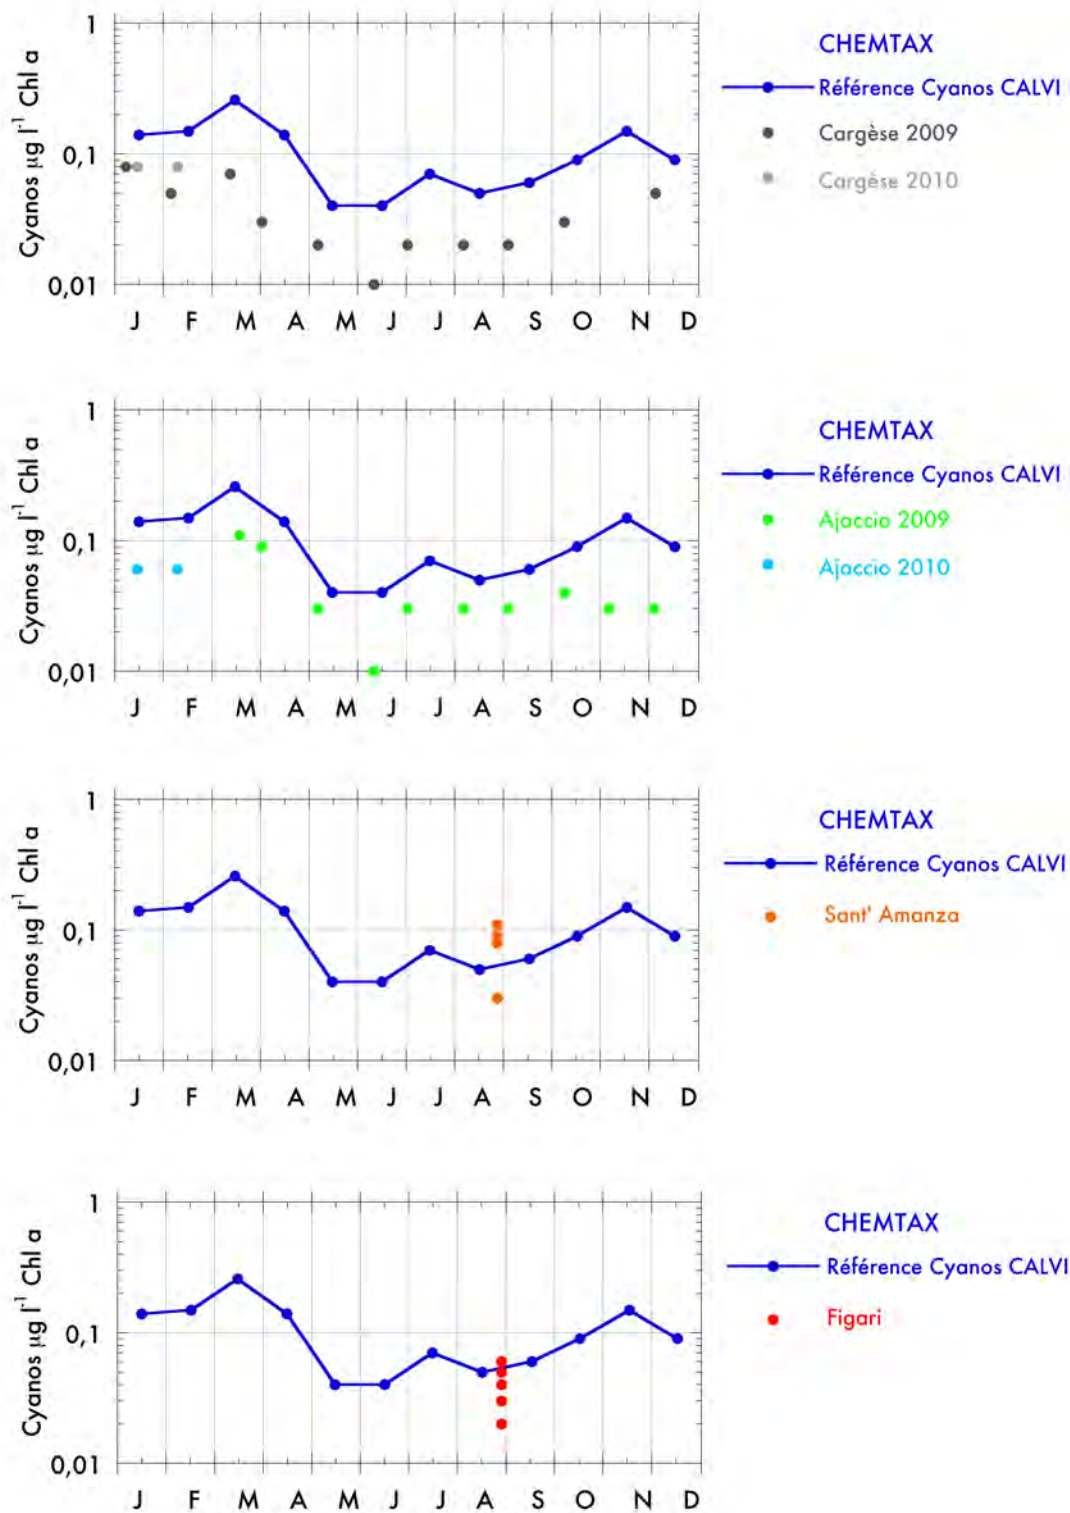 1
0,1
0,01
Cyanos µg l⁻¹ Chl a
J F M A M J J A S O N D
CHEMTAX
Référence Cyanos CALVI
Cargèse 2009
Cargèse 2010
1
0,1
0,01
Cyanos µg l⁻¹ Chl a
J F M A M J J A S O N D
CHEMTAX
Référence Cyanos CALVI
Ajaccio 2009
Ajaccio 2010
1
0,1
0,01
Cyanos µg l⁻¹ Chl a
J F M A M J J A S O N D
CHEMTAX
Référence Cyanos CALVI
Sant' Amanza
1
0,1
0,01
Cyanos µg l⁻¹ Chl a
J F M A M J J A S O N D
CHEMTAX
Référence Cyanos CALVI
Figari